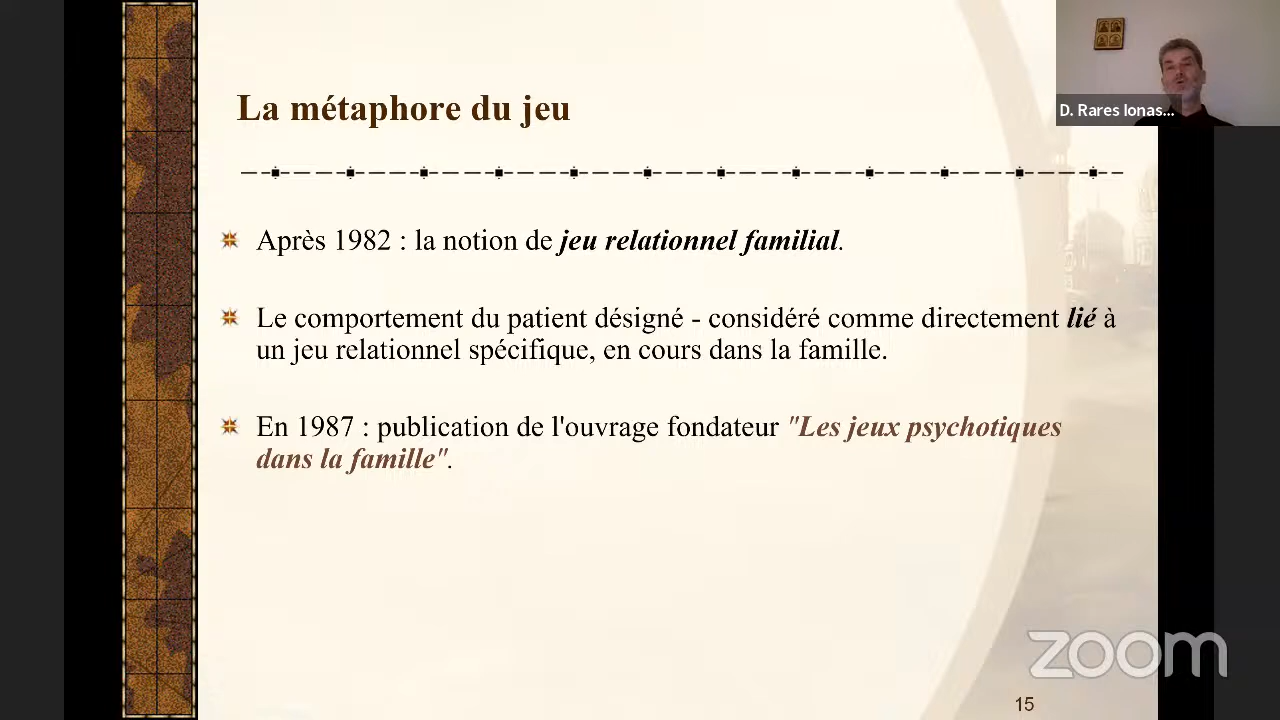 La métaphore du jeu
D. Rares Ionas...
Après 1982 : la notion de jeu relationnel familial.
Le comportement du patient désigné - considéré comme directement lié à
un jeu relationnel spécifique, en cours dans la famille.
En 1987 : publication de l'ouvrage fondateur "Les jeux psychotiques
dans la famille".
zoom
15